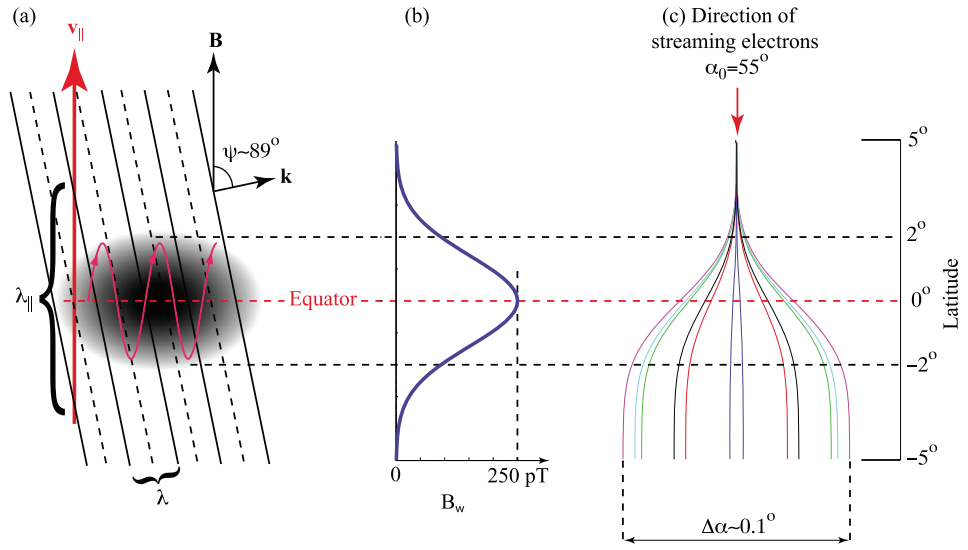 (a)
v||
B
ψ~89°
k
λ||
λ
Equator
(b)
0
250 pT
Bw
(c) Direction of
streaming electrons
α0=55°
5°
2°
0°
−2°
−5°
Latitude
Δα~0.1°